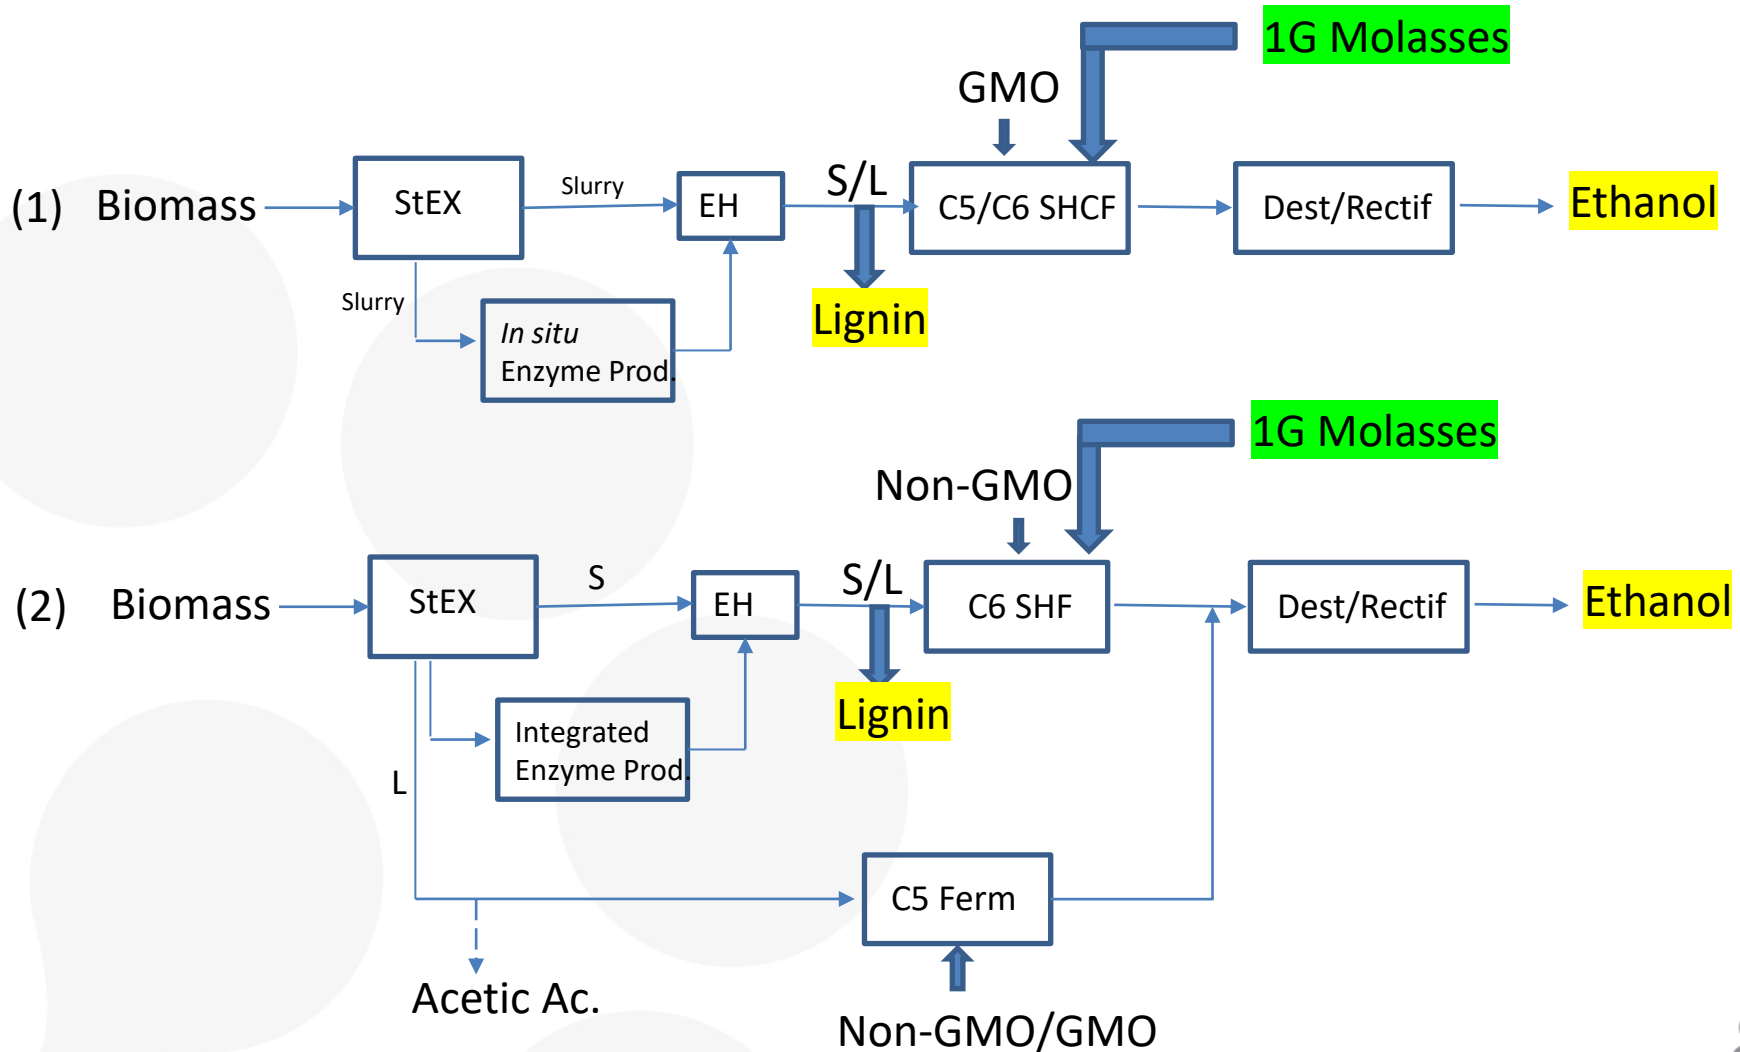 1G Molasses
GMO
(1) Biomass
StEX
Slurry
EH
S/L
C5/C6 SHCF
Dest/Rectif
Ethanol
Slurry
In situ
Enzyme Prod.
Lignin
1G Molasses
Non-GMO
(2) Biomass
StEX
S
EH
S/L
C6 SHF
Dest/Rectif
Ethanol
Integrated
Enzyme Prod.
Lignin
L
C5 Ferm
Acetic Ac.
Non-GMO/GMO